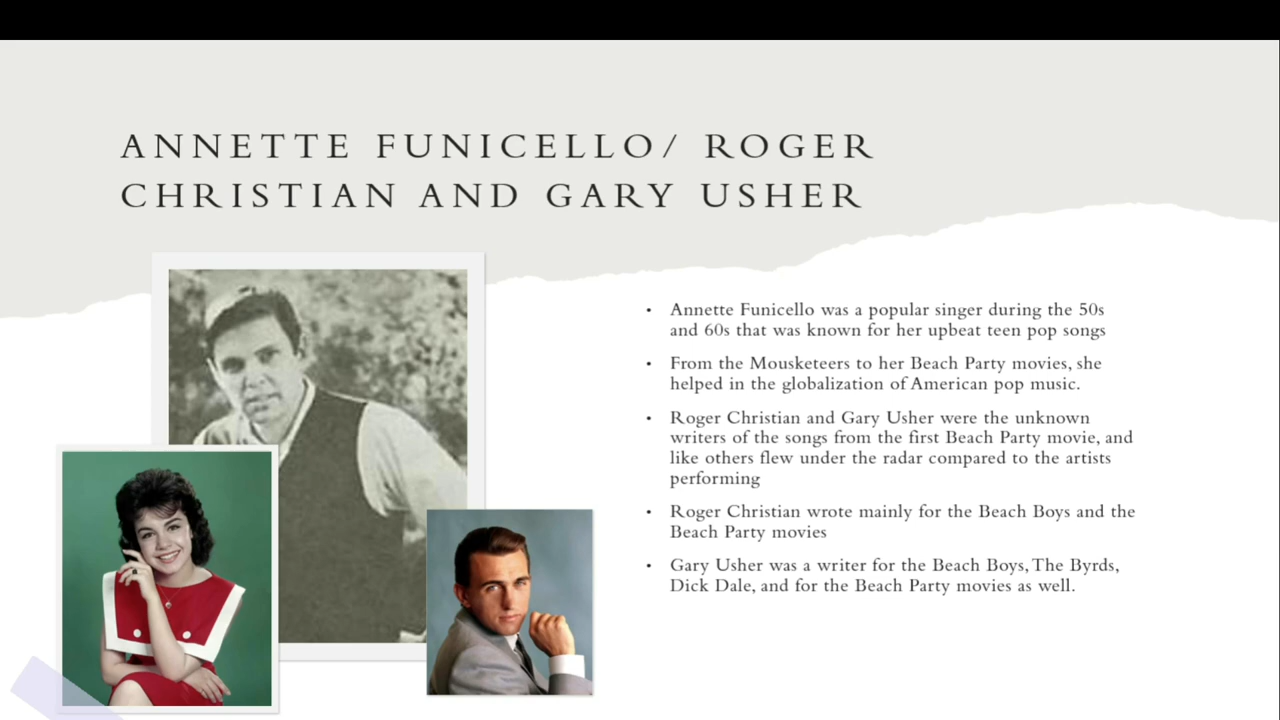 ANNETTE FUNICELLO/ ROGER
CHRISTIAN AND GARY USHER
• Annette Funicello was a popular singer during the 50s
and 60s that was known for her upbeat teen pop songs
• From the Mousketeers to her Beach Party movies, she
helped in the globalization of American pop music.
• Roger Christian and Gary Usher were the unknown
writers of the songs from the first Beach Party movie, and
like others flew under the radar compared to the artists
performing
• Roger Christian wrote mainly for the Beach Boys and the
Beach Party movies
• Gary Usher was a writer for the Beach Boys, The Byrds,
Dick Dale, and for the Beach Party movies as well.